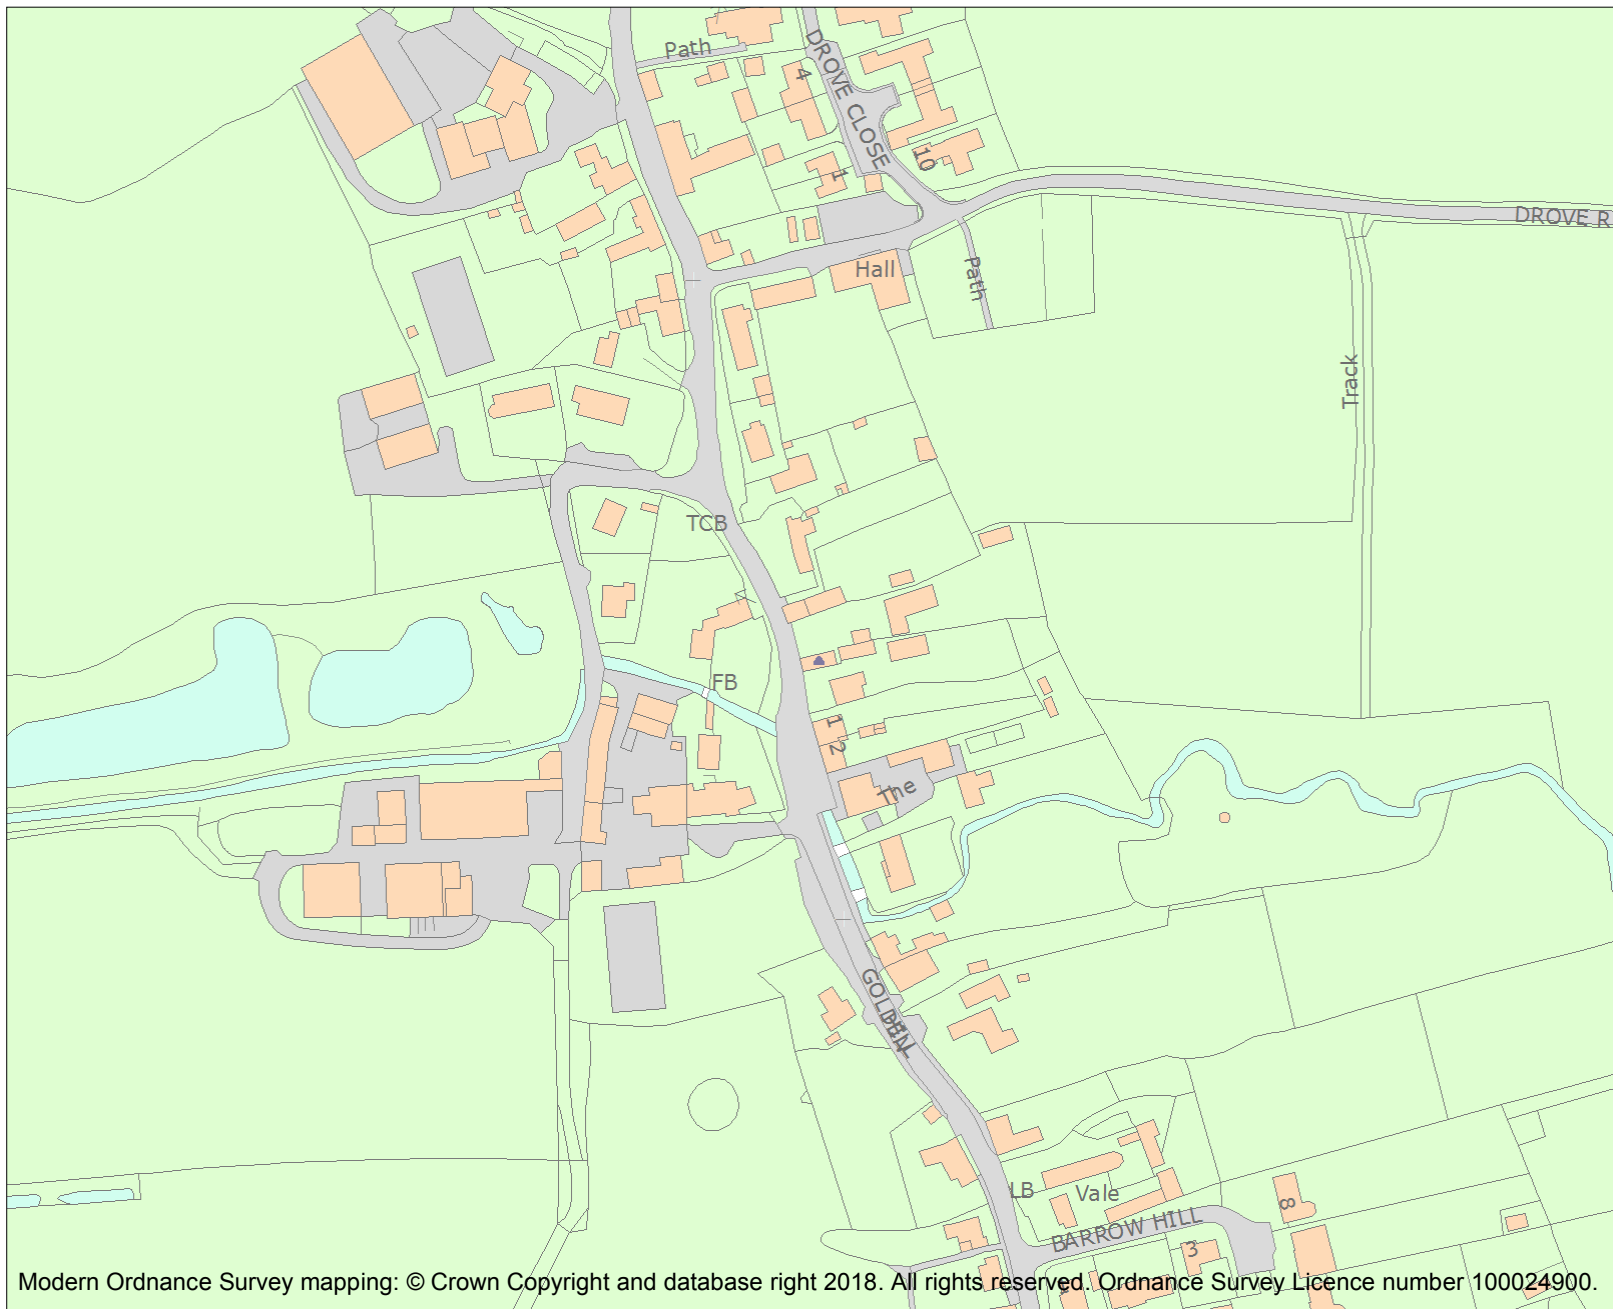 Path
DROVE CLOSE
4
10
1
DROVE R
Hall
Path
Track
TCB
FB
1
2
The
GOLDEN
HILL
LB
Vale
8
BARROW HILL
3
Modern Ordnance Survey mapping: © Crown Copyright and database right 2018. All rights reserved. Ordnance Survey Licence number 100024900.